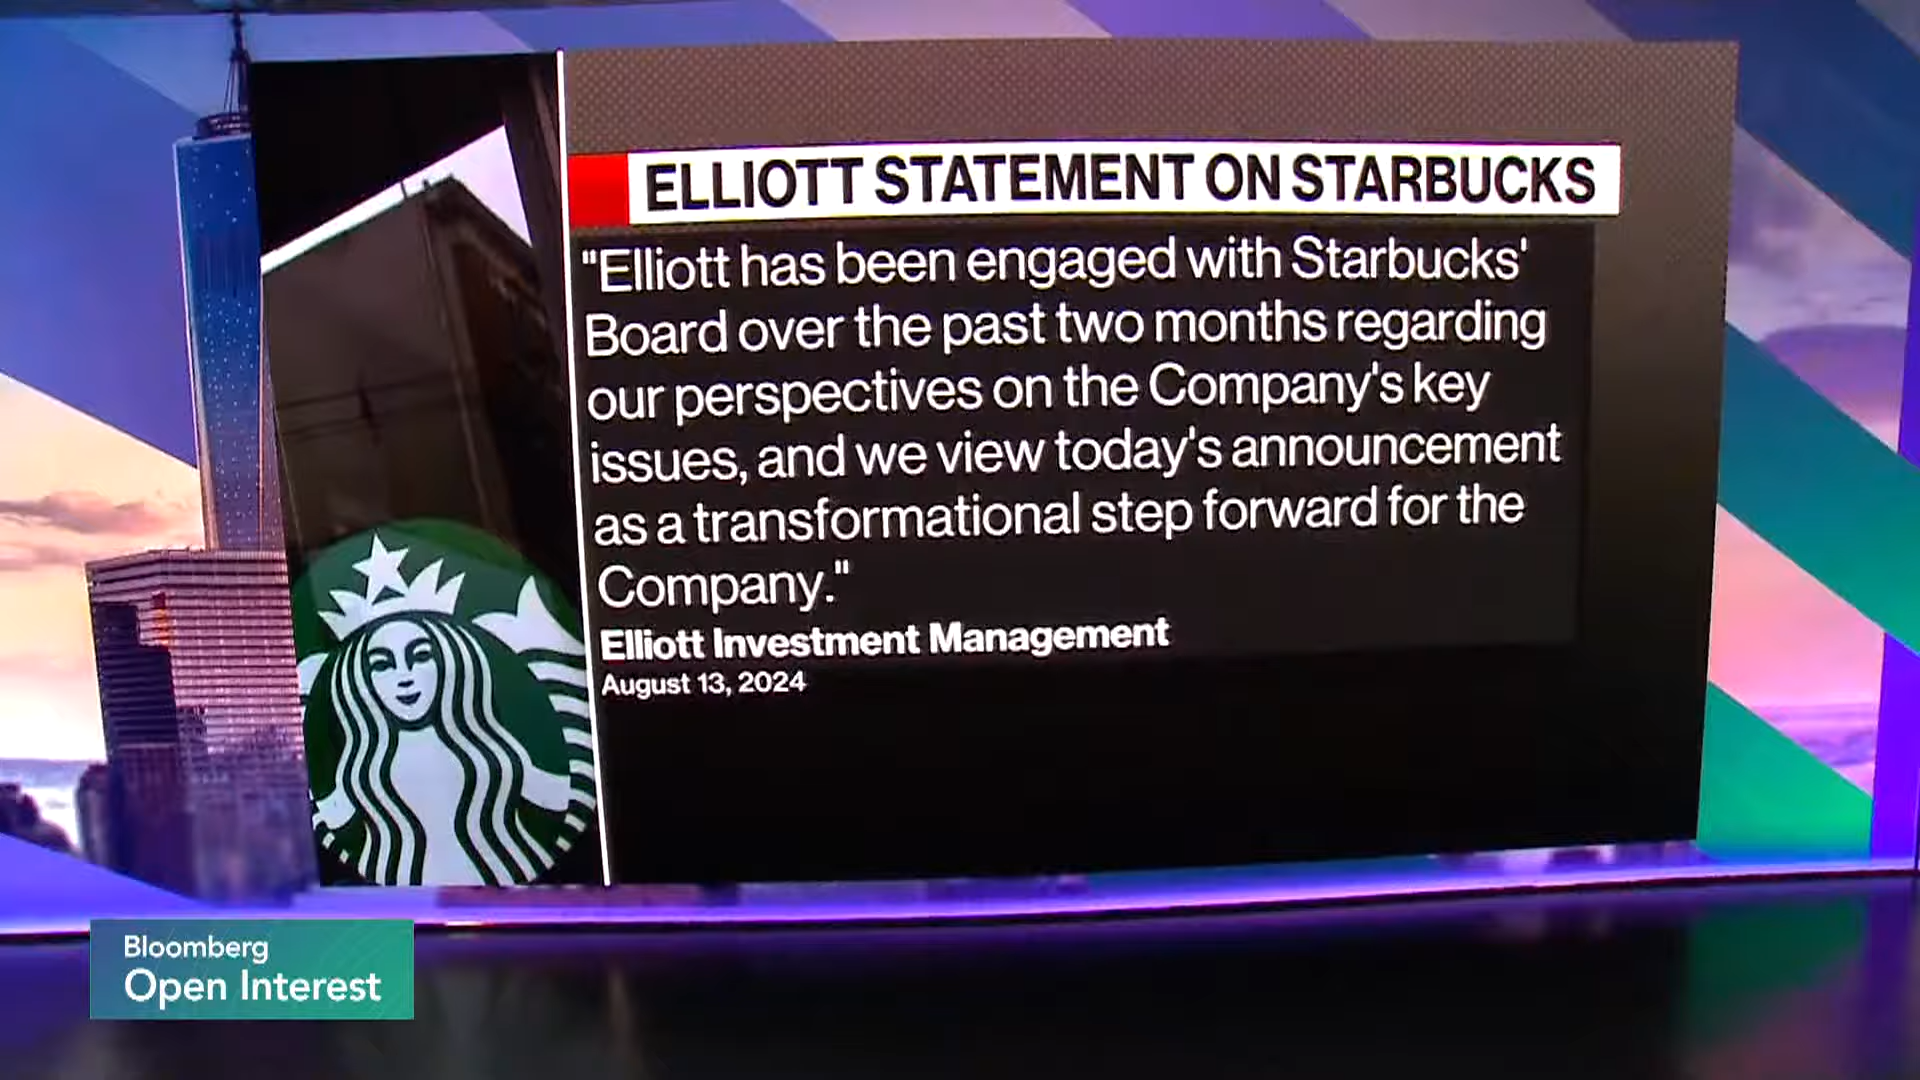 ELLIOTT STATEMENT ON STARBUCKS
"Elliott has been engaged with Starbucks'
Board over the past two months regarding
our perspectives on the Company's key
issues, and we view today's announcement
as a transformational step forward for the
Company."
Elliott Investment Management
August 13, 2024
Bloomberg
Open Interest